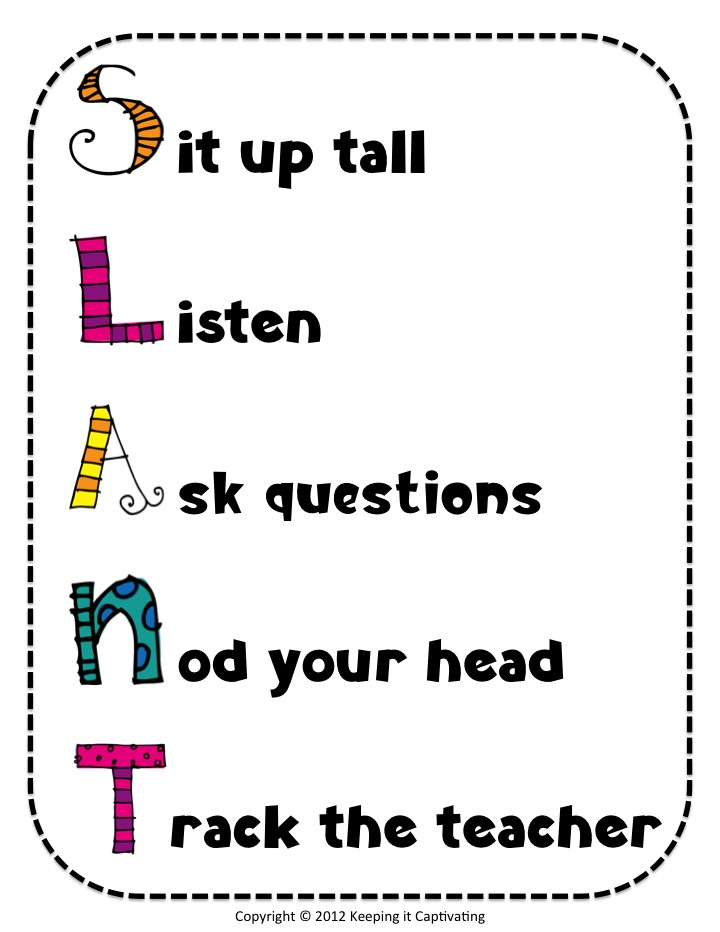 Sit up tall
Listen
Ask questions
nod your head
Track the teacher
Copyright © 2012 Keeping it Captivating